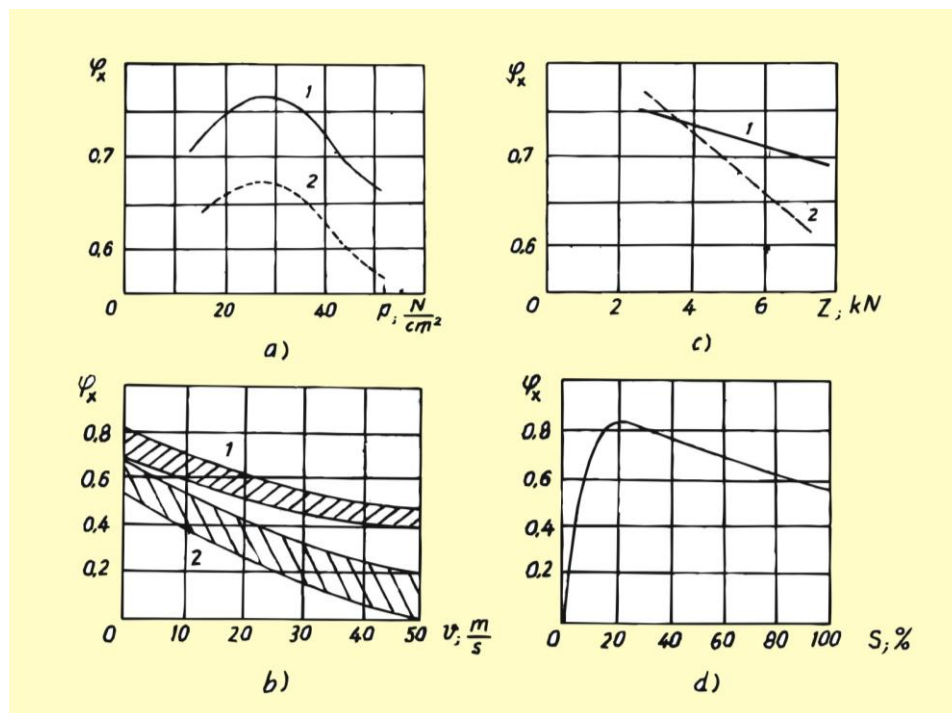 φx
1
0,7
2
0,6
0 20 40 p; N/cm²
a)
φx
1
0,7
2
0,6
0 2 4 6 Z; kN
c)
φx
0,8
1
0,6
0,4
2
0,2
0 10 20 30 40 50 v; m/s
b)
φx
0,8
0,6
0,4
0,2
0 20 40 60 80 100 S; %
d)